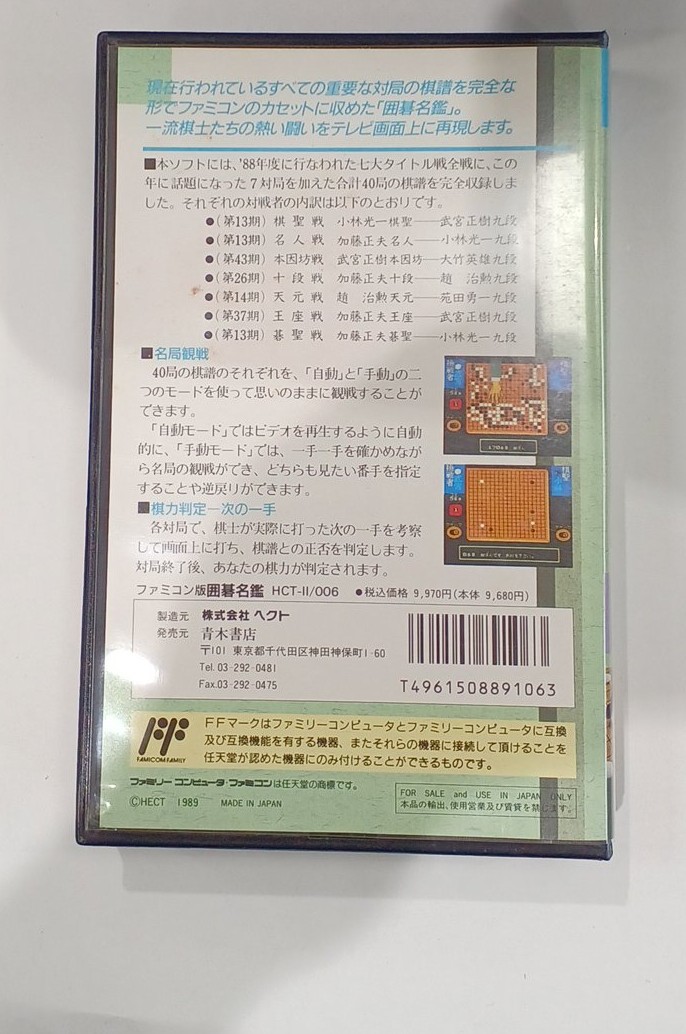 現在行われているすべての重要な対局の棋譜を完全な
形でファミコンのカセットに収めた「囲碁名鑑」。
一流棋士たちの熱い闘いをテレビ画面上に再現します。
■本ソフトには、'88年度に行なわれた七大タイトル戦全戦に、この
年に話題になった7対局を加えた合計40局の棋譜を完全収録しま
した。それぞれの対戦者の内訳は以下のとおりです。
●(第13期) 棋聖戦 小林光一棋聖──武宮正樹九段
●(第13期) 名人戦 加藤正夫名人──小林光一九段
●(第43期) 本因坊戦 武宮正樹本因坊──大竹英雄九段
●(第26期) 十段戦 加藤正夫十段──趙 治勲九段
●(第14期) 天元戦 趙 治勲天元──苑田勇一九段
●(第37期) 王座戦 加藤正夫王座──武宮正樹九段
●(第13期) 碁聖戦 加藤正夫碁聖──小林光一九段
■名局観戦
40局の棋譜のそれぞれを、「自動」と「手動」の二
つのモードを使って思いのままに観戦することが
できます。
「自動モード」ではビデオを再生するように自動
的に、「手動モード」では、一手一手を確かめなが
ら名局の観戦ができ、どちらも見たい番手を指定
することや逆戻りができます。
■棋力判定─次の一手
各対局で、棋士が実際に打った次の一手を考察
して画面上に打ち、棋譜との正否を判定します。
対局終了後、あなたの棋力が判定されます。
ファミコン版囲碁名鑑 HCT-II/006 ●税込価格 9,970円(本体 9,680円)
製造元 株式会社 ヘクト
発売元 青木書店
〒101 東京都千代田区神田神保町1-60
Tel. 03-292-0481
Fax.03-292-0475
T4961508891063
FF
FAMICOM FAMILY
FFマークはファミリーコンピュータとファミリーコンピュータに互換
及び互換機能を有する機器、またそれらの機器に接続して頂けることを
任天堂が認めた機器にのみ付けることができるものです。
ファミリー コンピュータ・ファミコンは任天堂の商標です。
©HECT 1989 MADE IN JAPAN
FOR SALE and USE IN JAPAN ONLY
本品の輸出、使用営業及び賃貸を禁じます。